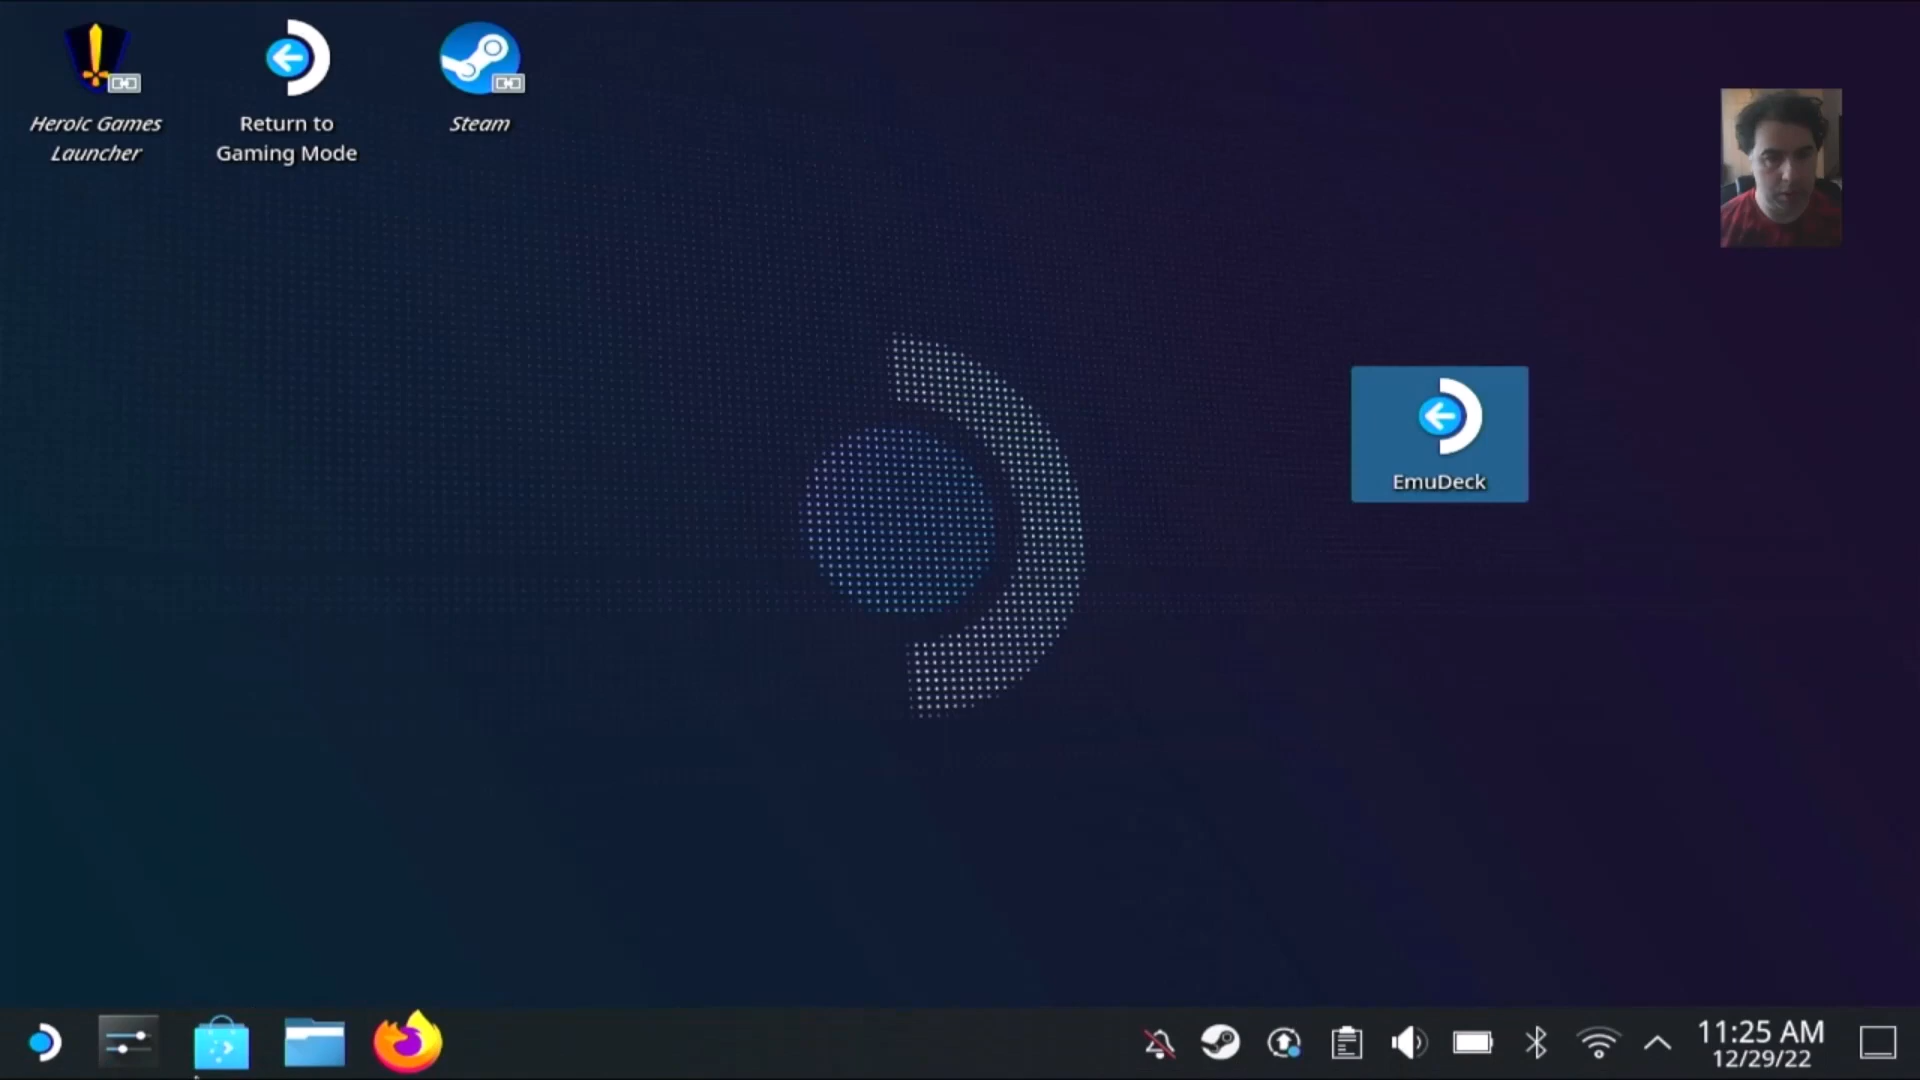 Heroic Games
Launcher
Return to
Gaming Mode
Steam
EmuDeck
11:25 AM
12/29/22